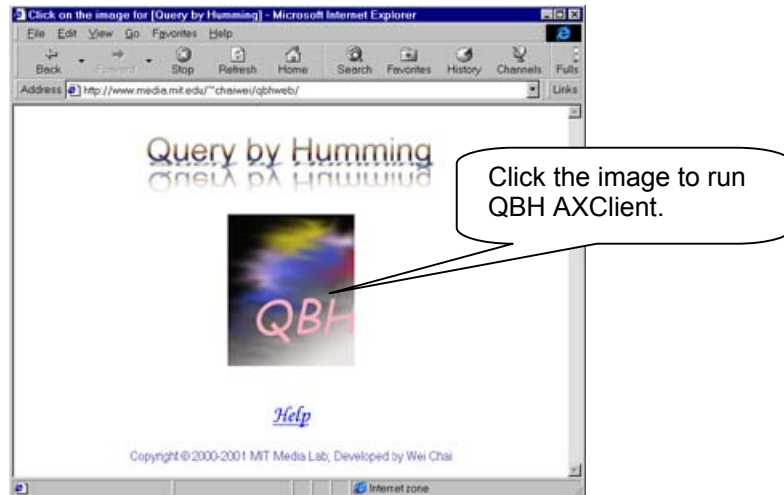 Click on the image for [Query by Humming] - Microsoft Internet Explorer
File Edit View Go Favorites Help
Back Forward Stop Refresh Home Search Favorites History Channels Fulls
Address http://www.media.mit.edu/~chaiwei/qbhweb/ Links
Query by Humming
Click the image to run
QBH AXClient.
QBH
Help
Copyright © 2000-2001 MIT Media Lab; Developed by Wei Chai
Internet zone